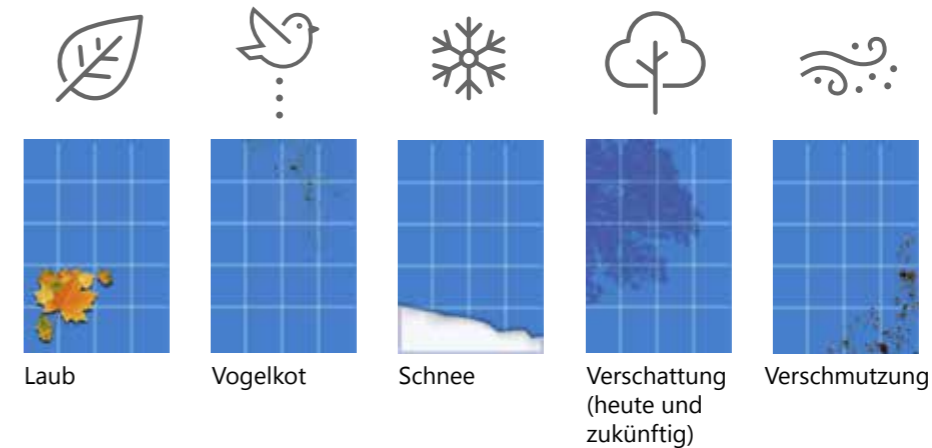 Laub
Vogelkot
Schnee
Verschattung
(heute und
zukünftig)
Verschmutzung